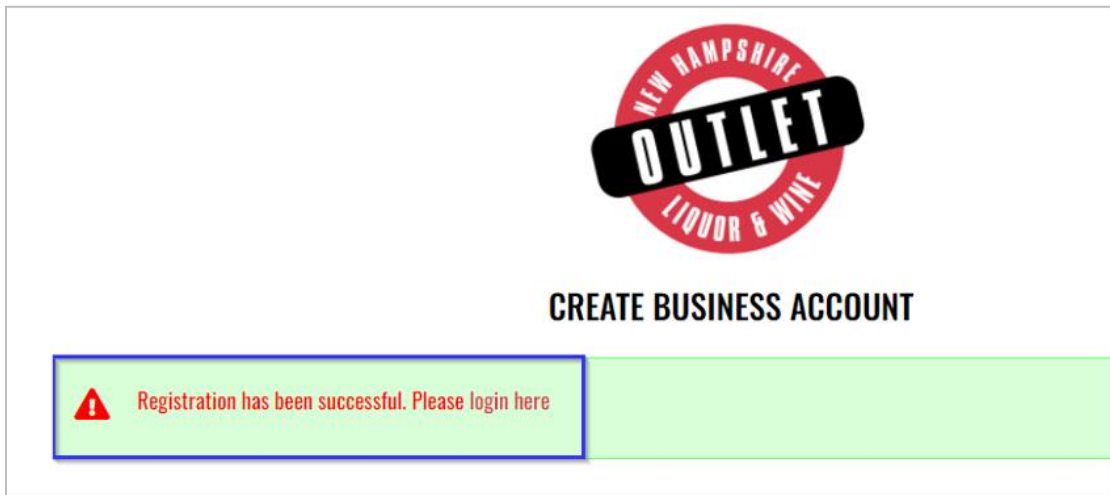 NEW HAMPSHIRE
OUTLET
LIQUOR & WINE
CREATE BUSINESS ACCOUNT
Registration has been successful. Please login here